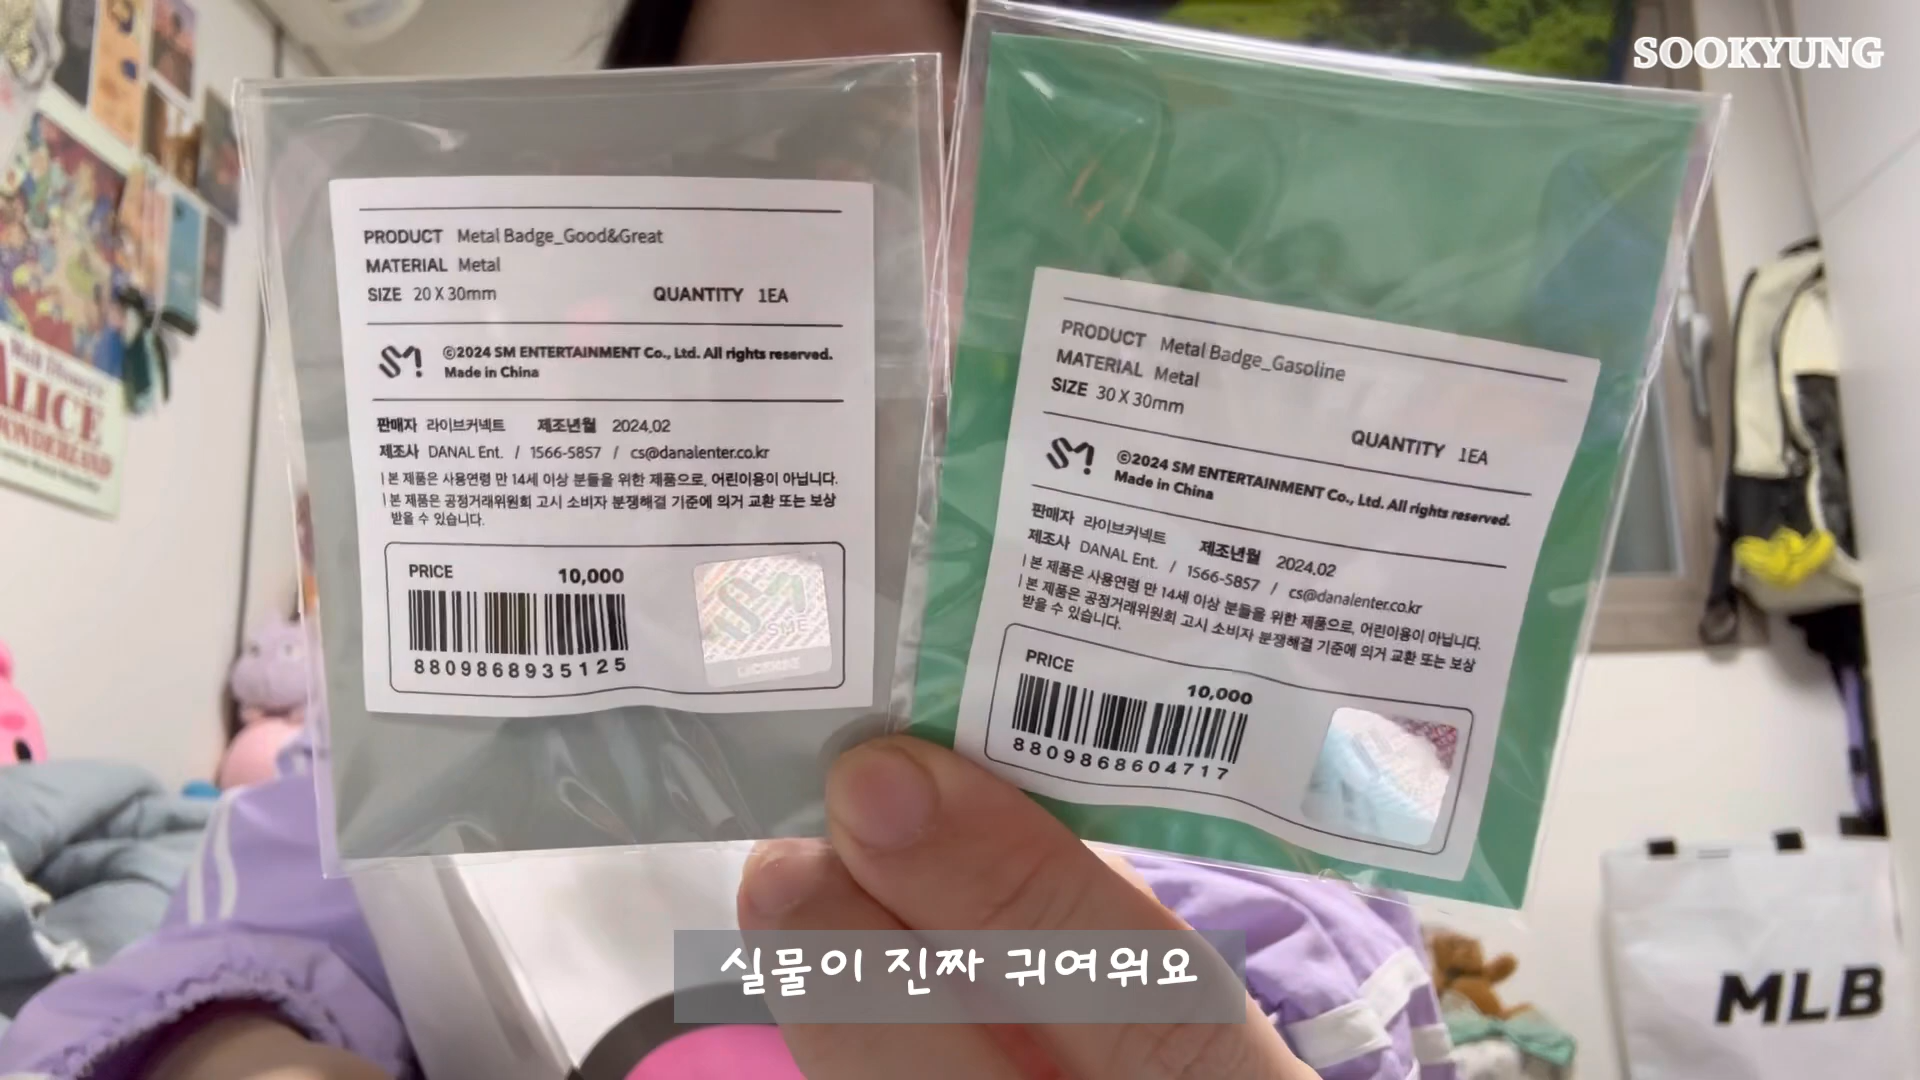 SOOKYUNG
PRODUCT Metal Badge_Good&Great
MATERIAL Metal
SIZE 20 X 30mm QUANTITY 1EA
©2024 SM ENTERTAINMENT Co., Ltd. All rights reserved.
Made in China
판매자 라이브커넥트 제조년월 2024.02
제조사 DANAL Ent. / 1566-5857 / cs@danalenter.co.kr
| 본 제품은 사용연령 만 14세 이상 분들을 위한 제품으로, 어린이용이 아닙니다.
| 본 제품은 공정거래위원회 고시 소비자 분쟁해결 기준에 의거 교환 또는 보상
받을 수 있습니다.
PRICE 10,000
8809868935125
SME
LICENSE
PRODUCT Metal Badge_Gasoline
MATERIAL Metal
SIZE 30 X 30mm
QUANTITY 1EA
©2024 SM ENTERTAINMENT Co., Ltd. All rights reserved.
Made in China
판매자 라이브커넥트 제조년월 2024.02
제조사 DANAL Ent. / 1566-5857 / cs@danalenter.co.kr
| 본 제품은 사용연령 만 14세 이상 분들을 위한 제품으로, 어린이용이 아닙니다.
| 본 제품은 공정거래위원회 고시 소비자 분쟁해결 기준에 의거 교환 또는 보상
받을 수 있습니다.
PRICE
10,000
8809868604717
ALICE
WONDERLAND
MLB
실물이 진짜 귀여워요